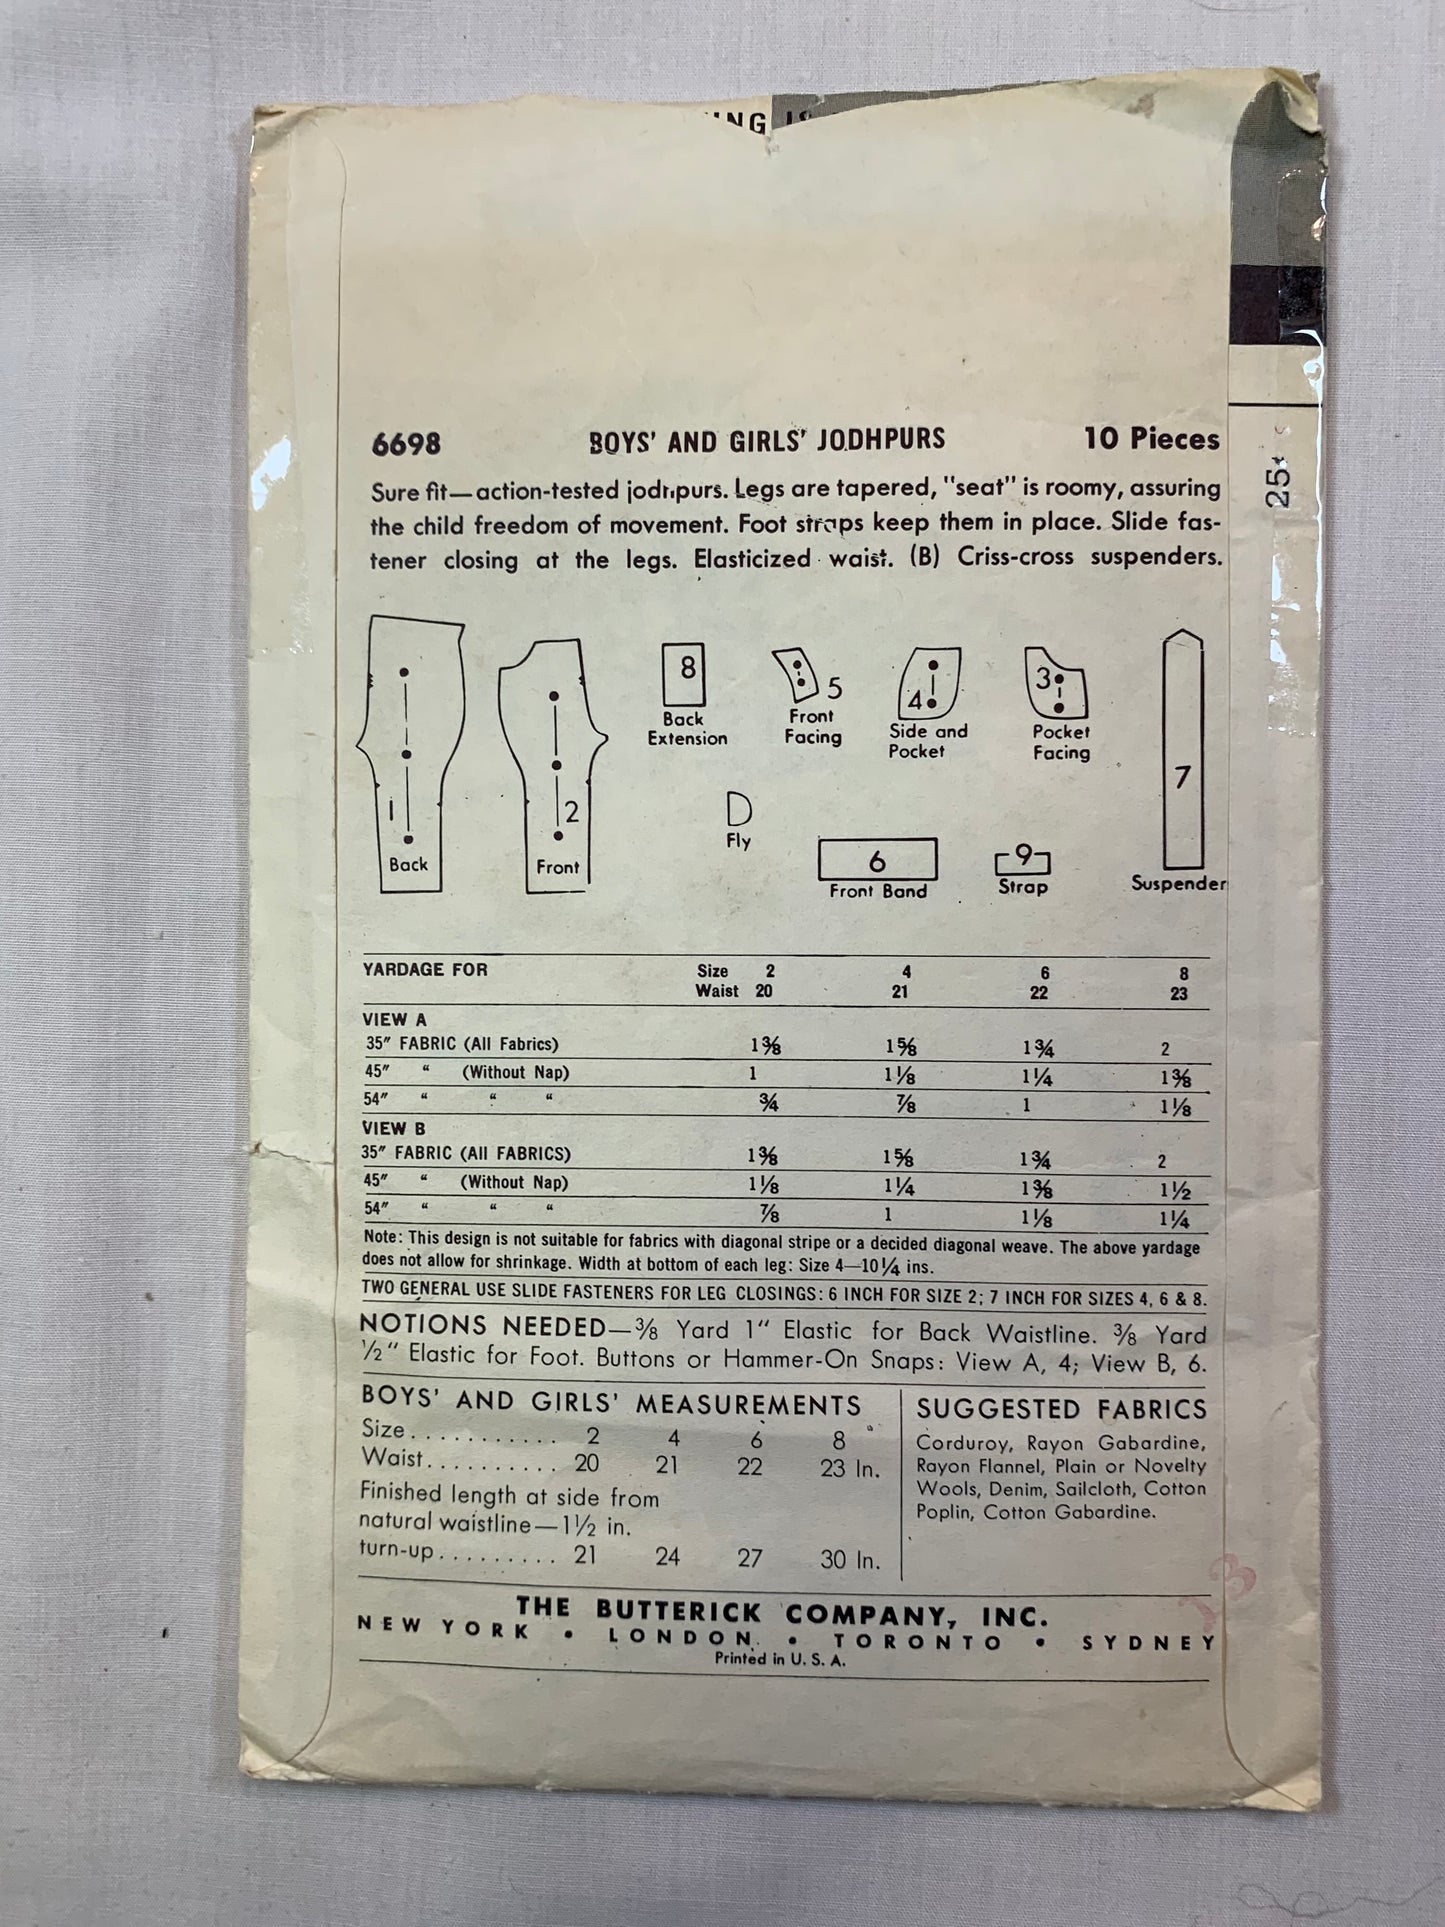 6698 BOYS' AND GIRLS' JODHPURS 10 Pieces
Sure fit—action-tested jodhpurs. Legs are tapered, "seat" is roomy, assuring
the child freedom of movement. Foot straps keep them in place. Slide fas-
tener closing at the legs. Elasticized waist. (B) Criss-cross suspenders.
25¢
1
Back
2
Front
8
Back
Extension
5
Front
Facing
4
Side and
Pocket
3
Pocket
Facing
7
Suspender
Fly
6
Front Band
9
Strap
YARDAGE FOR Size 2 4 6 8
Waist 20 21 22 23
VIEW A
35" FABRIC (All Fabrics) 1⅜ 1⅝ 1¾ 2
45" " (Without Nap) 1 1⅛ 1¼ 1⅜
54" " " " ¾ ⅞ 1 1⅛
VIEW B
35" FABRIC (All FABRICS) 1⅜ 1⅝ 1¾ 2
45" " (Without Nap) 1⅛ 1¼ 1⅜ 1½
54" " " " ⅞ 1 1⅛ 1¼
Note: This design is not suitable for fabrics with diagonal stripe or a decided diagonal weave. The above yardage
does not allow for shrinkage. Width at bottom of each leg: Size 4—10¼ ins.
TWO GENERAL USE SLIDE FASTENERS FOR LEG CLOSINGS: 6 INCH FOR SIZE 2; 7 INCH FOR SIZES 4, 6 & 8.
NOTIONS NEEDED—⅜ Yard 1" Elastic for Back Waistline. ⅜ Yard
½" Elastic for Foot. Buttons or Hammer-On Snaps: View A, 4; View B, 6.
BOYS' AND GIRLS' MEASUREMENTS
Size........... 2 4 6 8
Waist.......... 20 21 22 23 In.
Finished length at side from
natural waistline—1½ in.
turn-up......... 21 24 27 30 In.
SUGGESTED FABRICS
Corduroy, Rayon Gabardine,
Rayon Flannel, Plain or Novelty
Wools, Denim, Sailcloth, Cotton
Poplin, Cotton Gabardine.
THE BUTTERICK COMPANY, INC.
NEW YORK • LONDON • TORONTO • SYDNEY
Printed in U. S. A.